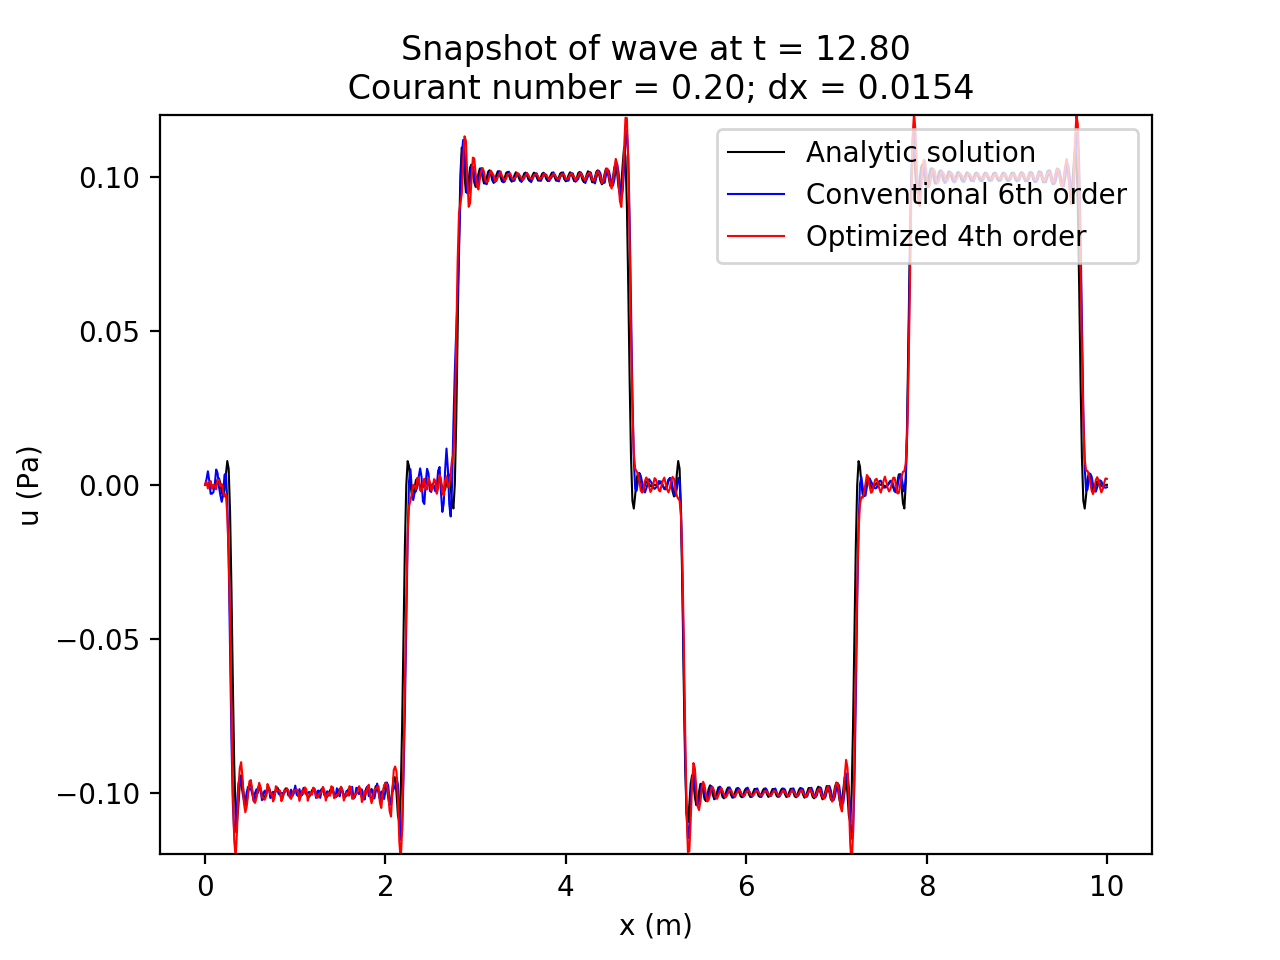 Snapshot of wave at t = 12.80
Courant number = 0.20; dx = 0.0154
Analytic solution
Conventional 6th order
Optimized 4th order
0.10
0.05
0.00
−0.05
−0.10
u (Pa)
0 2 4 6 8 10
x (m)